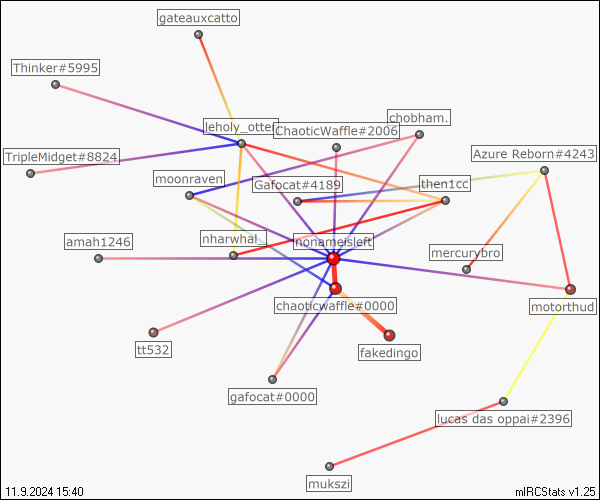 gateauxcatto
Thinker#5995
chobham.
leholy_otter
ChaoticWaffle#2006
TripleMidget#8824
Azure Reborn#4243
moonraven
Gafocat#4189
then1cc
amah1246
nharwhal_
nonameisleft
mercurybro
chaoticwaffle#0000
motorthud
tt532
fakedingo
gafocat#0000
lucas das oppai#2396
mukszi
11.9.2024 15:40
mIRCStats v1.25